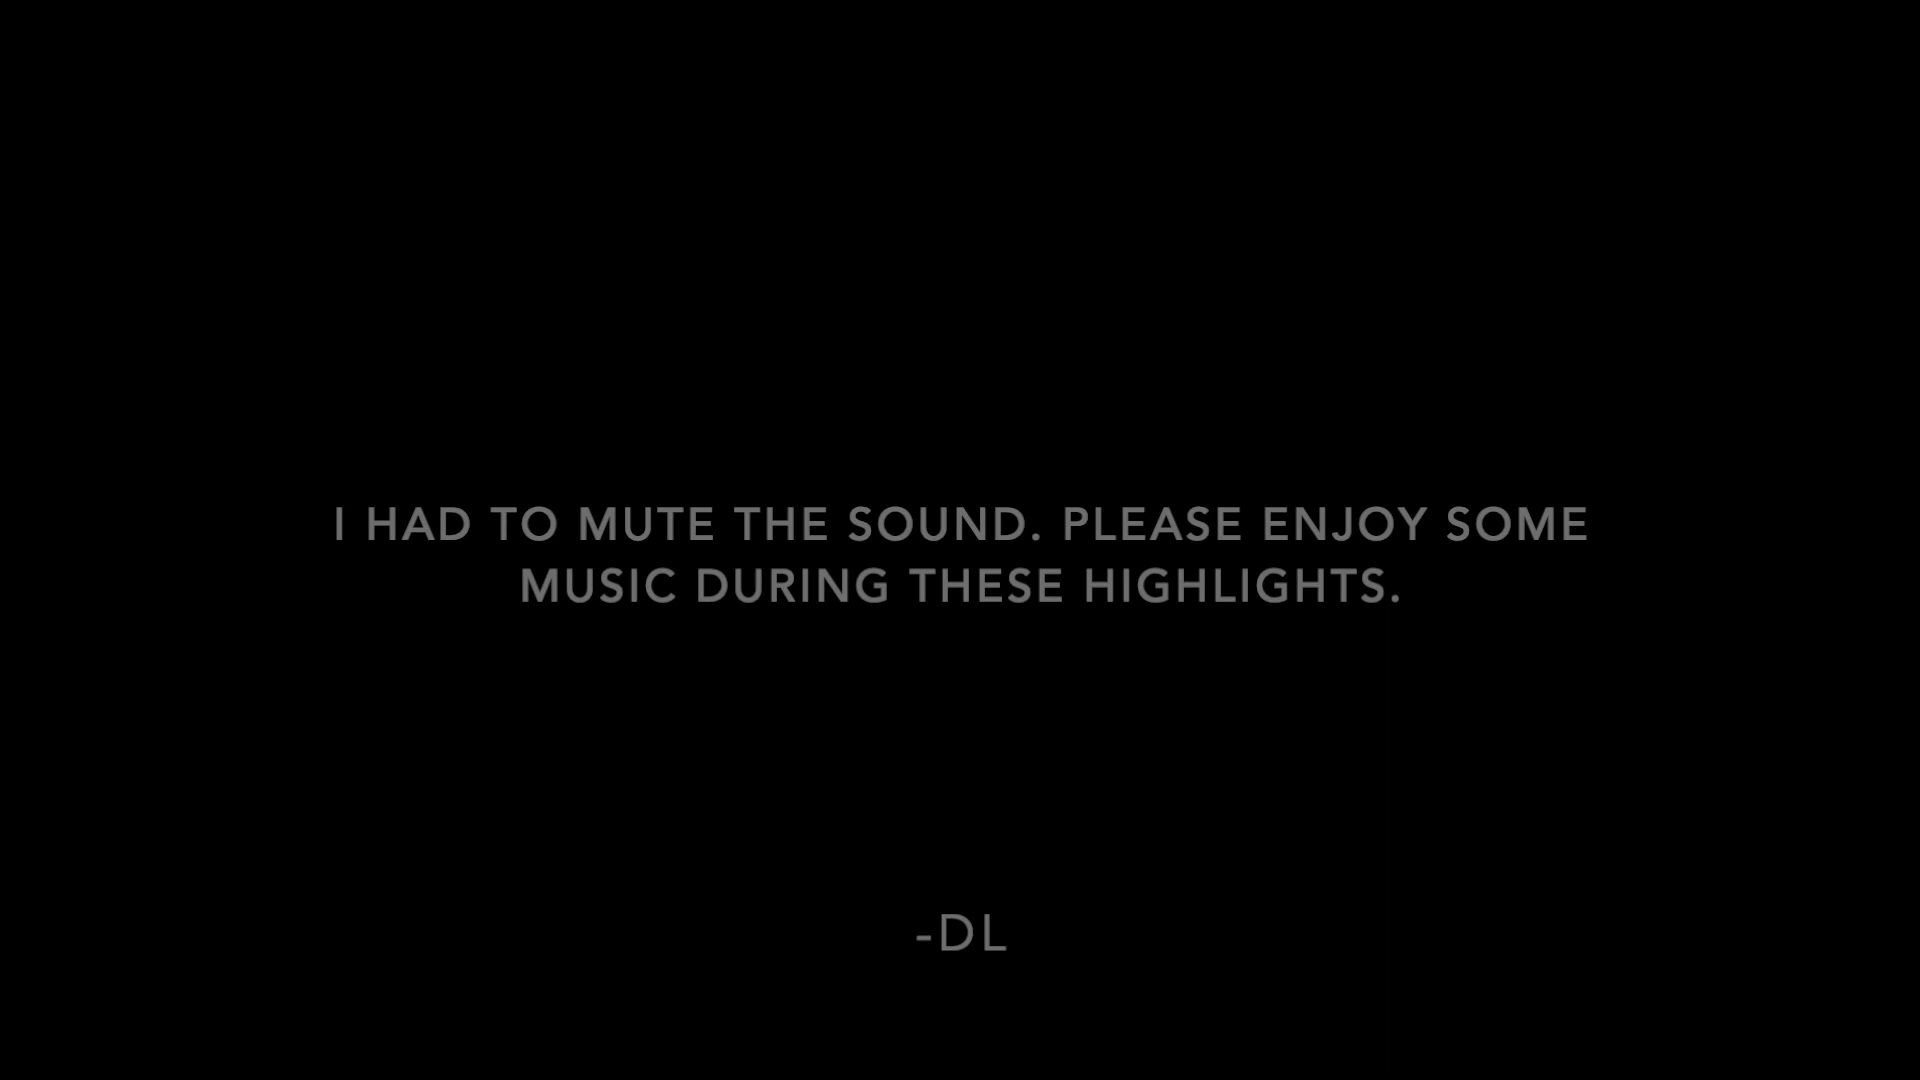 I HAD TO MUTE THE SOUND. PLEASE ENJOY SOME
MUSIC DURING THESE HIGHLIGHTS.
-DL